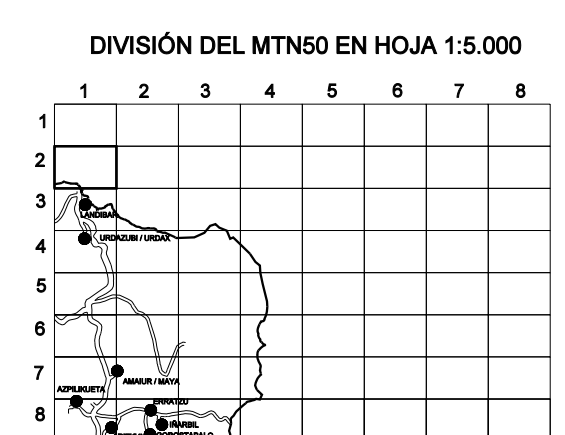 DIVISIÓN DEL MTN50 EN HOJA 1:5.000
1 2 3 4 5 6 7 8
1
2
3
LANDIBAR
URDAZUBI / URDAX
4
5
6
7
AMAIUR / MAYA
AZPILIKUETA
ERRATZU
8
IÑARBIL